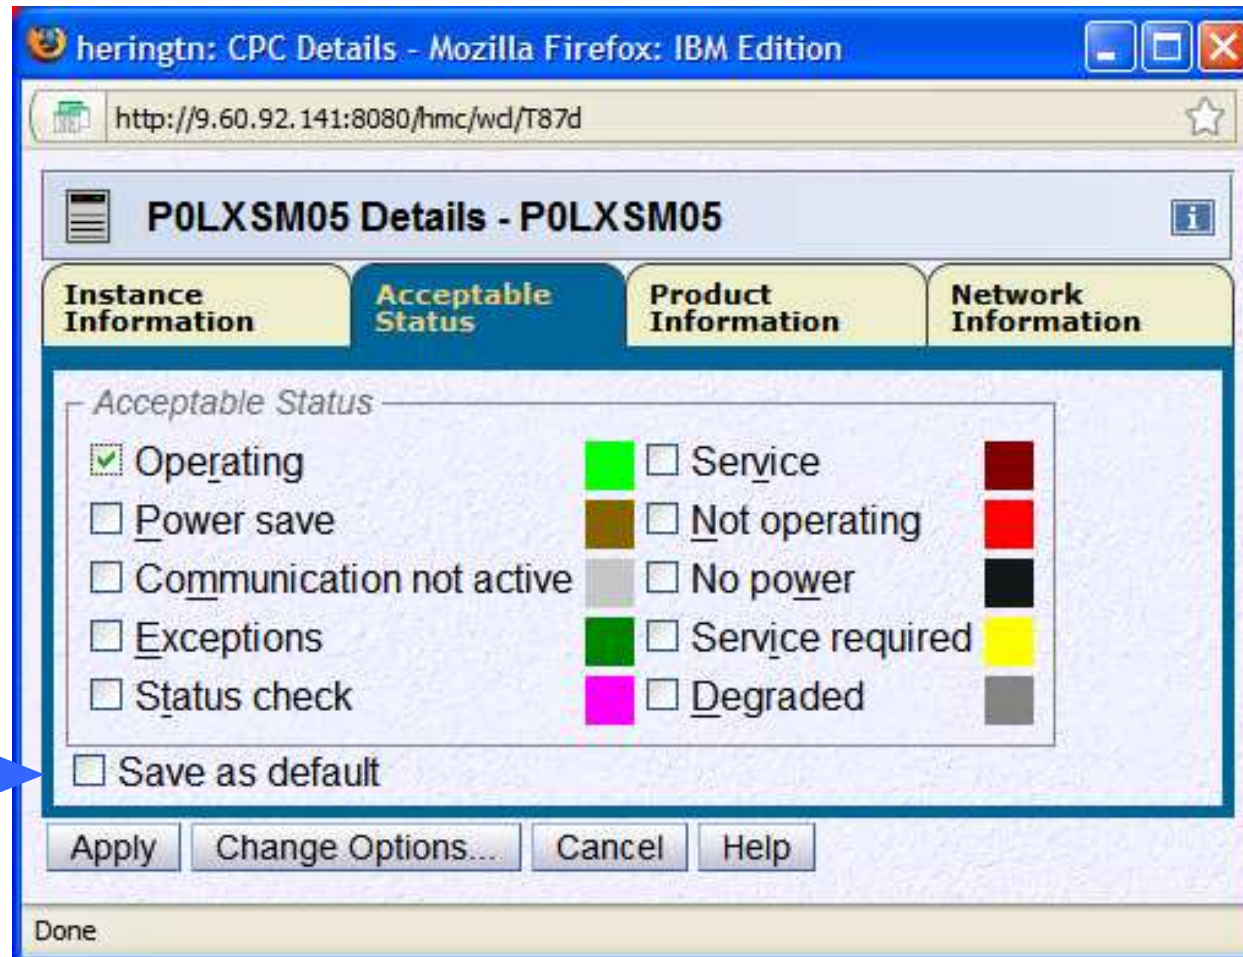 heringtn: CPC Details - Mozilla Firefox: IBM Edition
http://9.60.92.141:8080/hmc/wcl/T87d
P0LXSM05 Details - P0LXSM05
i
Instance Information
Acceptable Status
Product Information
Network Information
Acceptable Status
Operating
Service
Power save
Not operating
Communication not active
No power
Exceptions
Service required
Status check
Degraded
Save as default
Apply
Change Options...
Cancel
Help
Done